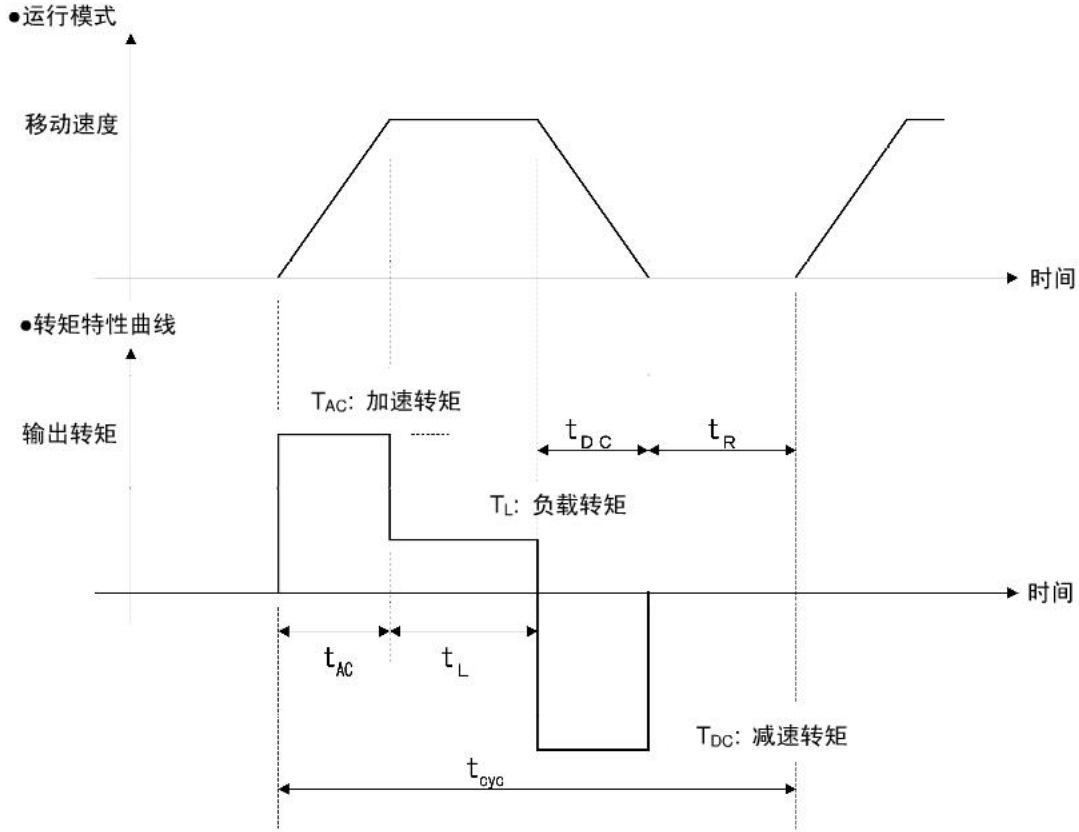 ●运行模式
移动速度
时间
●转矩特性曲线
TAC: 加速转矩
输出转矩
tDC
tR
TL: 负载转矩
时间
tAC
tL
TDC: 减速转矩
tcyc